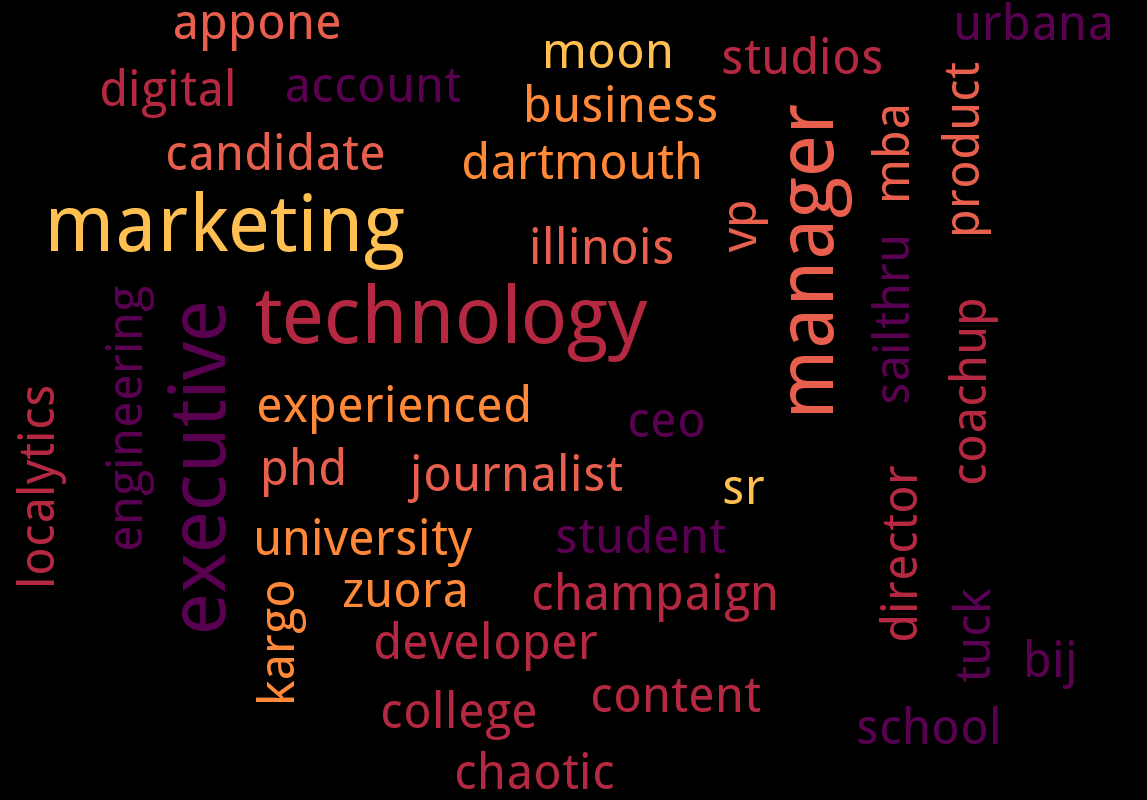 appone
moon
studios
urbana
digital
account
business
product
mba
candidate
dartmouth
manager
marketing
illinois
vp
sailthru
engineering
executive
technology
coachup
localytics
experienced
ceo
phd
journalist
sr
director
university
student
kargo
zuora
champaign
tuck
developer
bij
college
content
school
chaotic